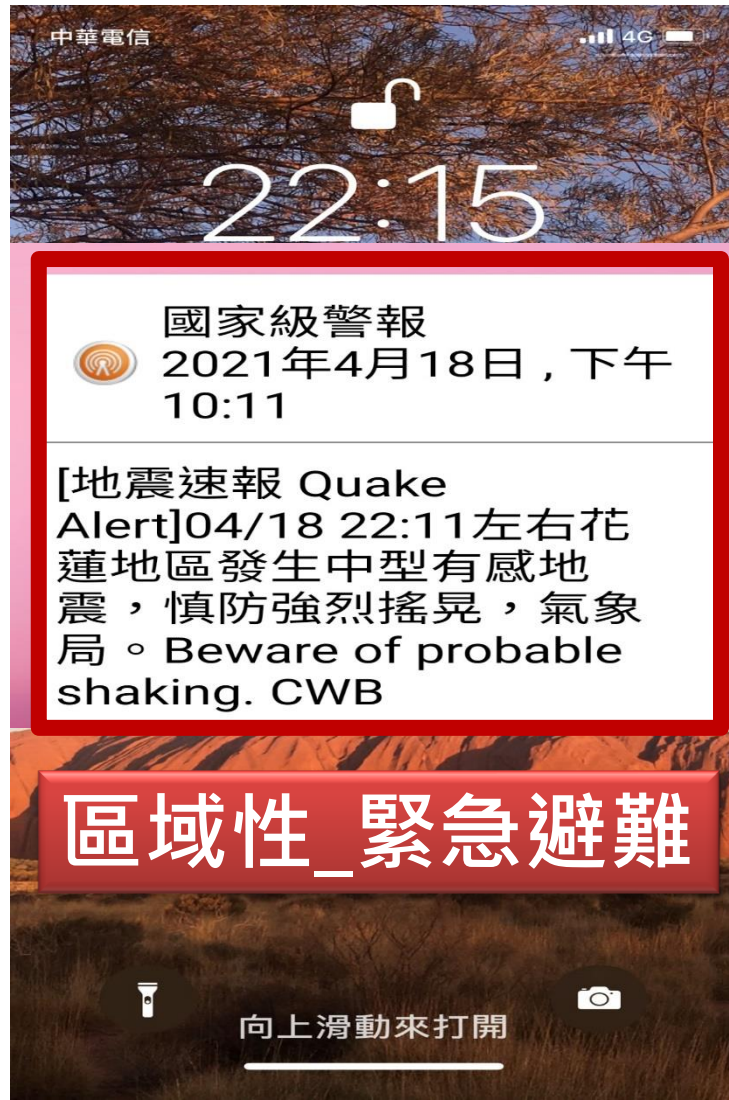 中華電信
4G
22:15
國家級警報
2021年4月18日 , 下午
10:11
[地震速報 Quake
Alert]04/18 22:11左右花
蓮地區發生中型有感地
震，慎防強烈搖晃，氣象
局。Beware of probable
shaking. CWB
區域性_緊急避難
向上滑動來打開